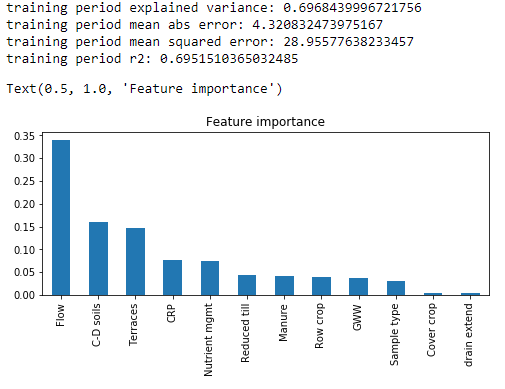 training period explained variance: 0.6968439996721756
training period mean abs error: 4.320832473975167
training period mean squared error: 28.95577638233457
training period r2: 0.6951510365032485
Text(0.5, 1.0, 'Feature importance')
Feature importance
0.35
0.30
0.25
0.20
0.15
0.10
0.05
0.00
Flow
C-D soils
Terraces
CRP
Nutrient mgmt
Reduced till
Manure
Row crop
GWW
Sample type
Cover crop
drain extend